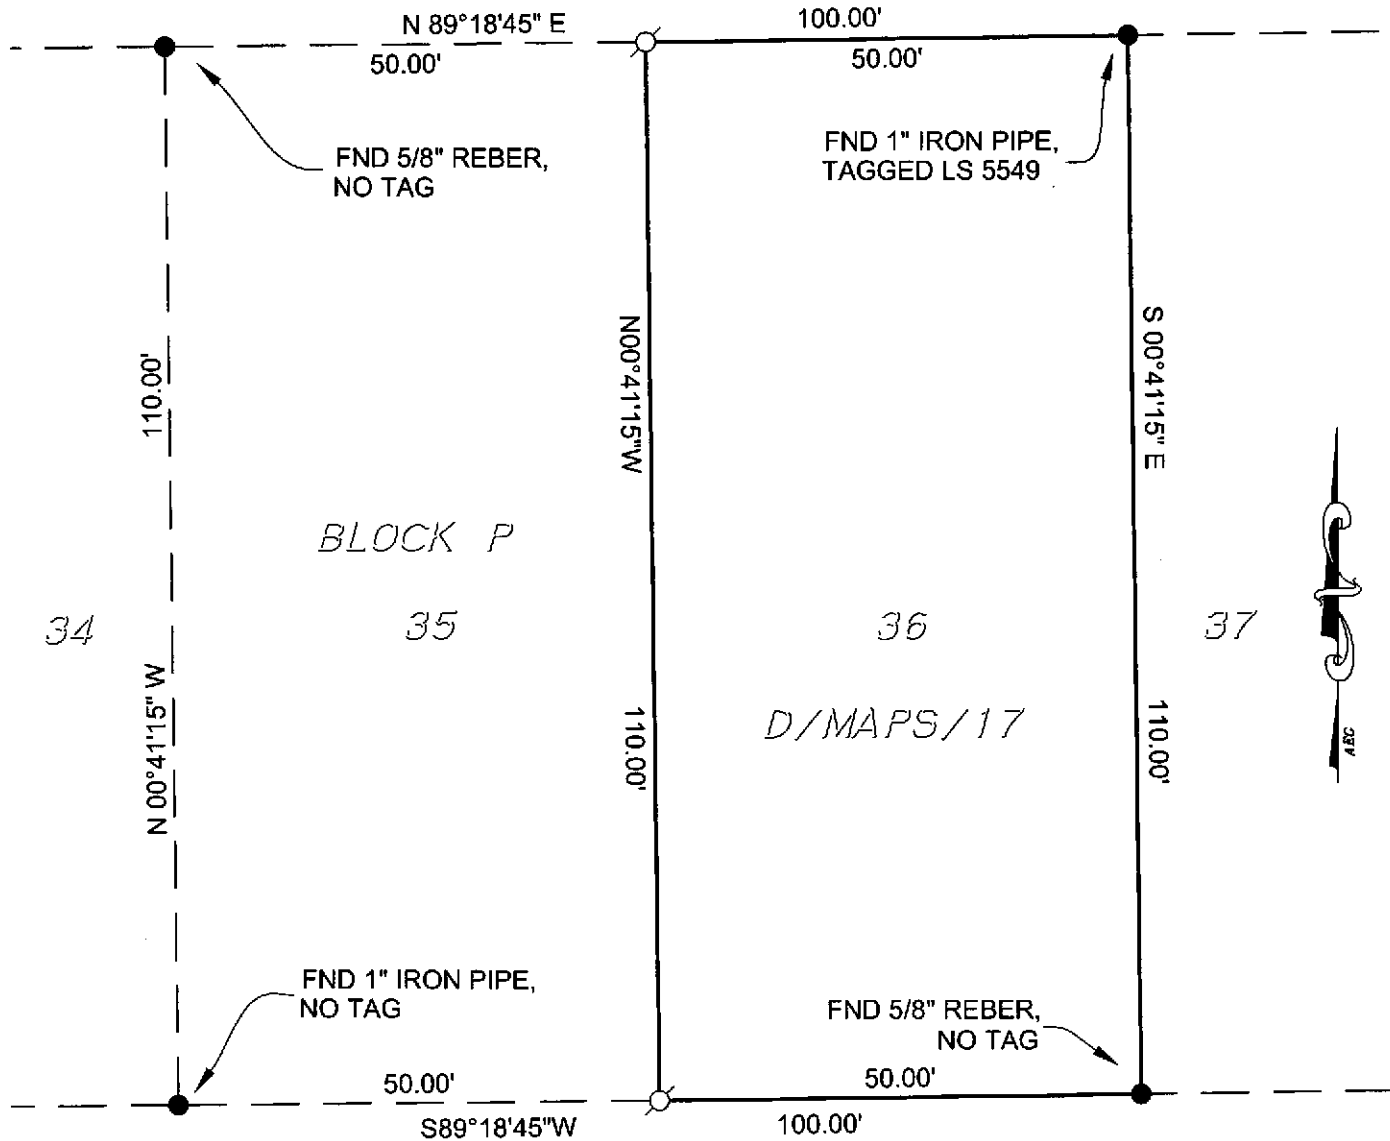 N 89°18'45" E
100.00'
50.00'
50.00'
FND 5/8" REBER,
NO TAG
FND 1" IRON PIPE,
TAGGED LS 5549
110.00'
N00°41'15"W
S 00°41'15" E
BLOCK P
34
35
36
37
N 00°41'15" W
110.00'
D/MAPS/17
110.00'
AEC
FND 1" IRON PIPE,
NO TAG
FND 5/8" REBER,
NO TAG
50.00'
50.00'
S89°18'45"W
100.00'